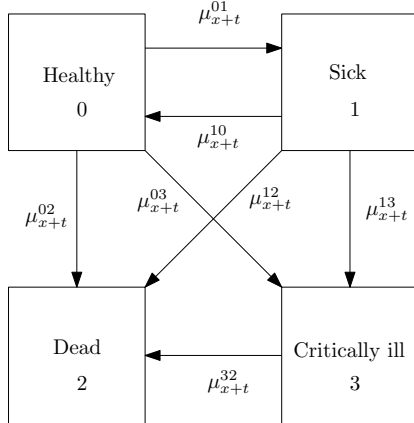 μ^{01}_{x+t}
Healthy
0
Sick
1
μ^{10}_{x+t}
μ^{02}_{x+t}
μ^{03}_{x+t}
μ^{12}_{x+t}
μ^{13}_{x+t}
Dead
2
Critically ill
3
μ^{32}_{x+t}